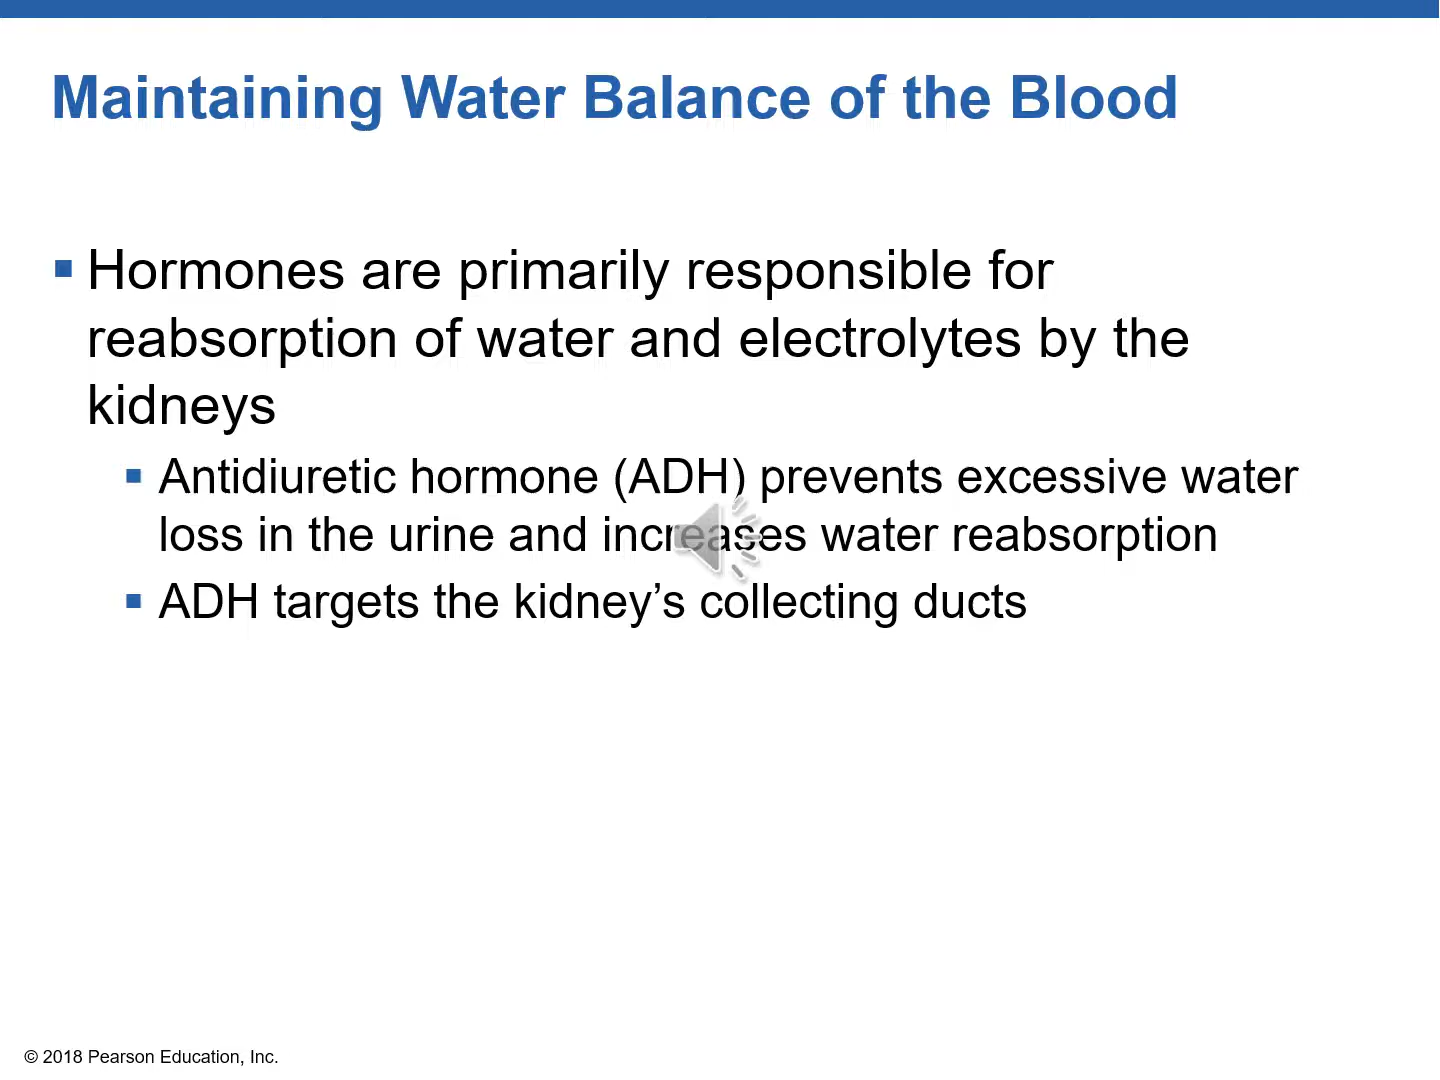 Maintaining Water Balance of the Blood
Hormones are primarily responsible for
reabsorption of water and electrolytes by the
kidneys
Antidiuretic hormone (ADH) prevents excessive water
loss in the urine and increases water reabsorption
ADH targets the kidney’s collecting ducts
© 2018 Pearson Education, Inc.